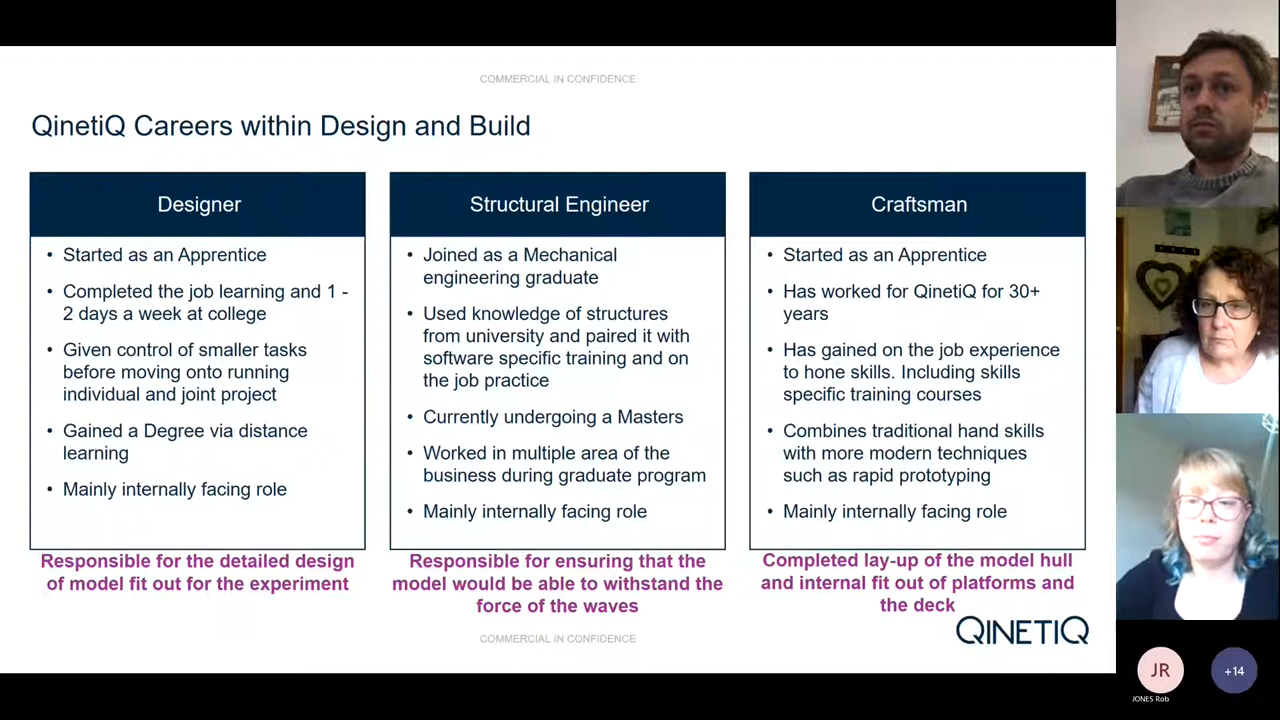 COMMERCIAL IN CONFIDENCE
QinetiQ Careers within Design and Build
Designer
• Started as an Apprentice
• Completed the job learning and 1 -
2 days a week at college
• Given control of smaller tasks
before moving onto running
individual and joint project
• Gained a Degree via distance
learning
• Mainly internally facing role
Responsible for the detailed design
of model fit out for the experiment
Structural Engineer
• Joined as a Mechanical
engineering graduate
• Used knowledge of structures
from university and paired it with
software specific training and on
the job practice
• Currently undergoing a Masters
• Worked in multiple area of the
business during graduate program
• Mainly internally facing role
Responsible for ensuring that the
model would be able to withstand the
force of the waves
Craftsman
• Started as an Apprentice
• Has worked for QinetiQ for 30+
years
• Has gained on the job experience
to hone skills. Including skills
specific training courses
• Combines traditional hand skills
with more modern techniques
such as rapid prototyping
• Mainly internally facing role
Completed lay-up of the model hull
and internal fit out of platforms and
the deck
COMMERCIAL IN CONFIDENCE
QINETIQ
JR
JONES Rob
+14